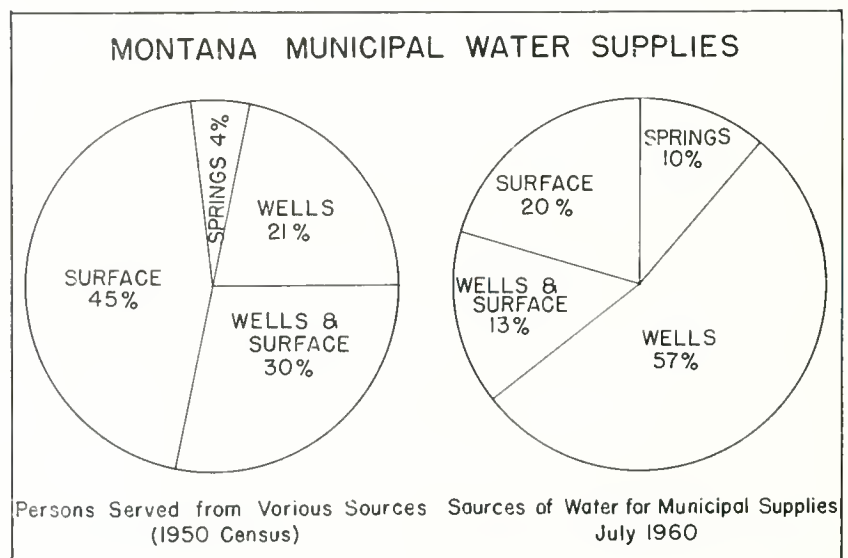 MONTANA MUNICIPAL WATER SUPPLIES
SPRINGS 4%
WELLS
21%
SURFACE
45%
WELLS &
SURFACE
30%
Persons Served from Vorious Sources
(1950 Census)
SPRINGS
10%
SURFACE
20%
WELLS &
SURFACE
13%
WELLS
57%
Sources of Water for Municipal Supplies
July 1960